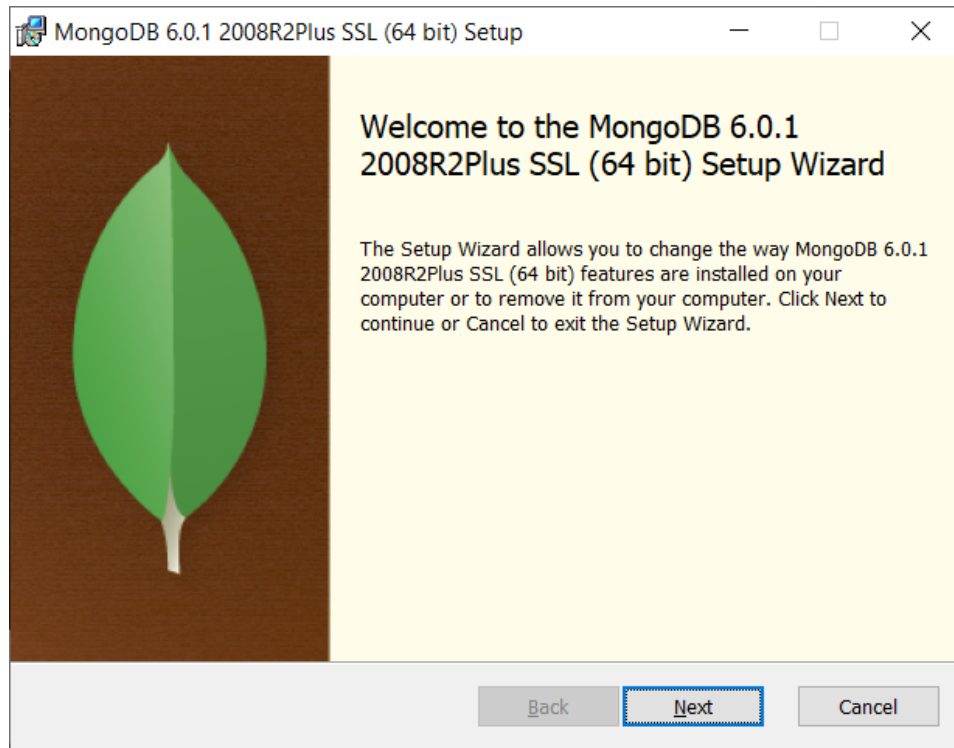 MongoDB 6.0.1 2008R2Plus SSL (64 bit) Setup
Welcome to the MongoDB 6.0.1
2008R2Plus SSL (64 bit) Setup Wizard
The Setup Wizard allows you to change the way MongoDB 6.0.1
2008R2Plus SSL (64 bit) features are installed on your
computer or to remove it from your computer. Click Next to
continue or Cancel to exit the Setup Wizard.
Back Next Cancel